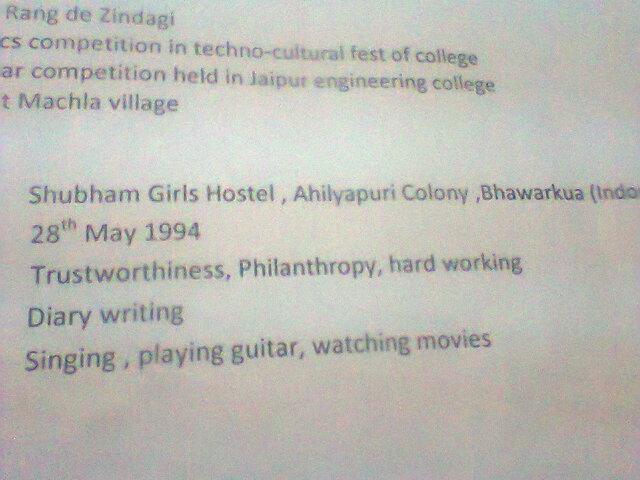 Rang de Zindagi
cs competition in techno-cultural fest of college
ar competition held in Jaipur engineering college
t Machla village
Shubham Girls Hostel , Ahilyapuri Colony ,Bhawarkua (Indo
28th May 1994
Trustworthiness, Philanthropy, hard working
Diary writing
Singing , playing guitar, watching movies